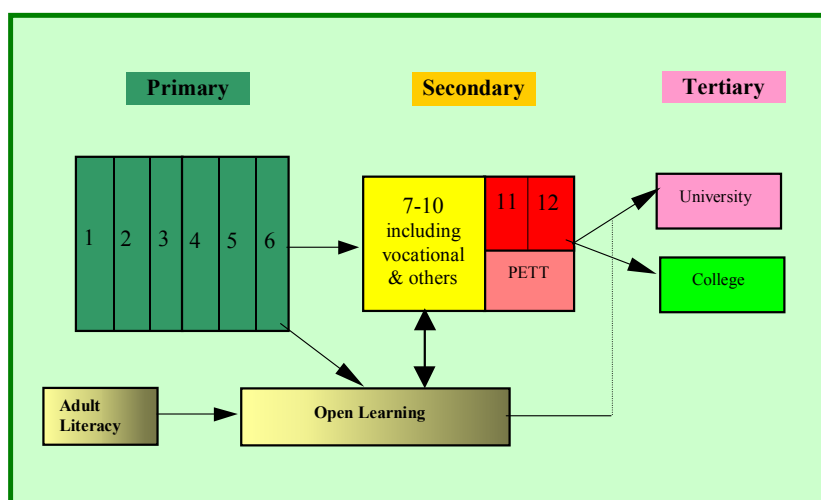 Primary
Secondary
Tertiary
1 2 3 4 5 6
7-10
including
vocational
& others
11 12
PETT
University
College
Adult
Literacy
Open Learning